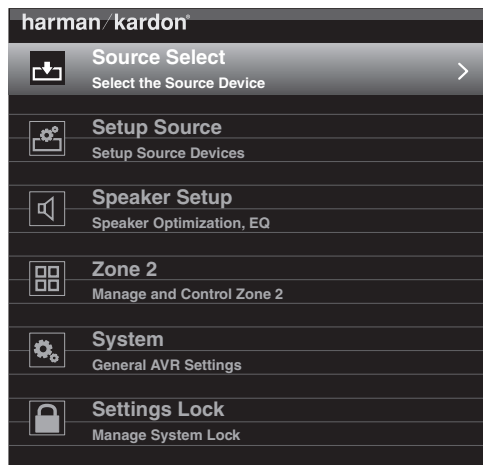 harman/kardon®
Source Select
Select the Source Device
Setup Source
Setup Source Devices
Speaker Setup
Speaker Optimization, EQ
Zone 2
Manage and Control Zone 2
System
General AVR Settings
Settings Lock
Manage System Lock